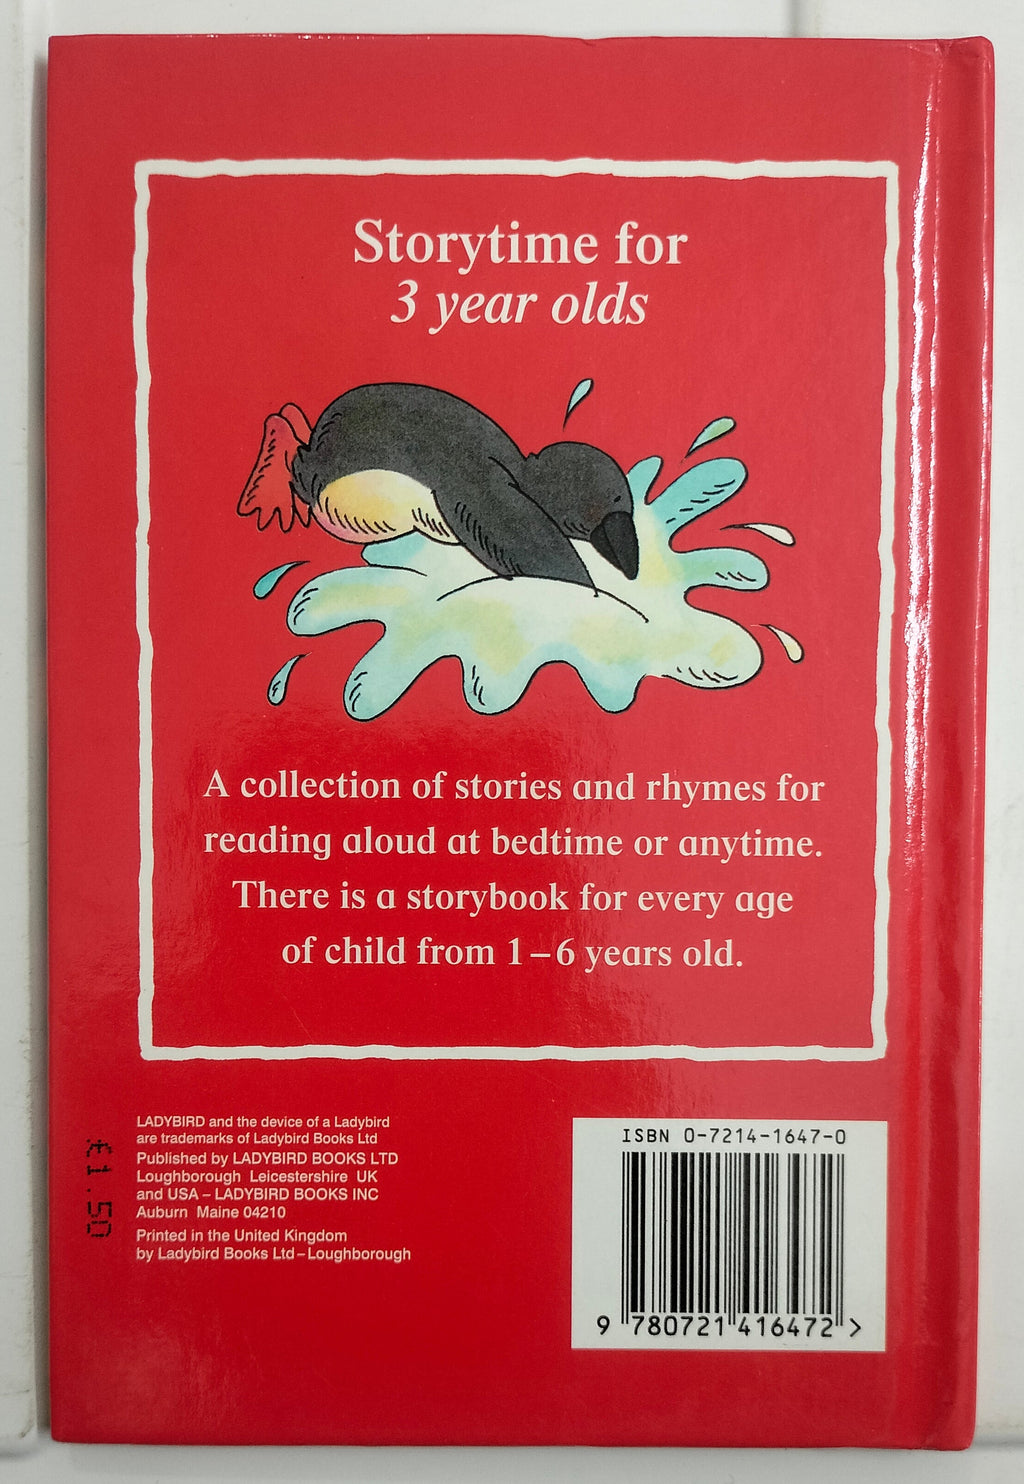 Storytime for
3 year olds
A collection of stories and rhymes for
reading aloud at bedtime or anytime.
There is a storybook for every age
of child from 1–6 years old.
LADYBIRD and the device of a Ladybird
are trademarks of Ladybird Books Ltd
Published by LADYBIRD BOOKS LTD
Loughborough Leicestershire UK
and USA – LADYBIRD BOOKS INC
Auburn Maine 04210
Printed in the United Kingdom
by Ladybird Books Ltd – Loughborough
£1.50
ISBN 0-7214-1647-0
9 780721 416472 >